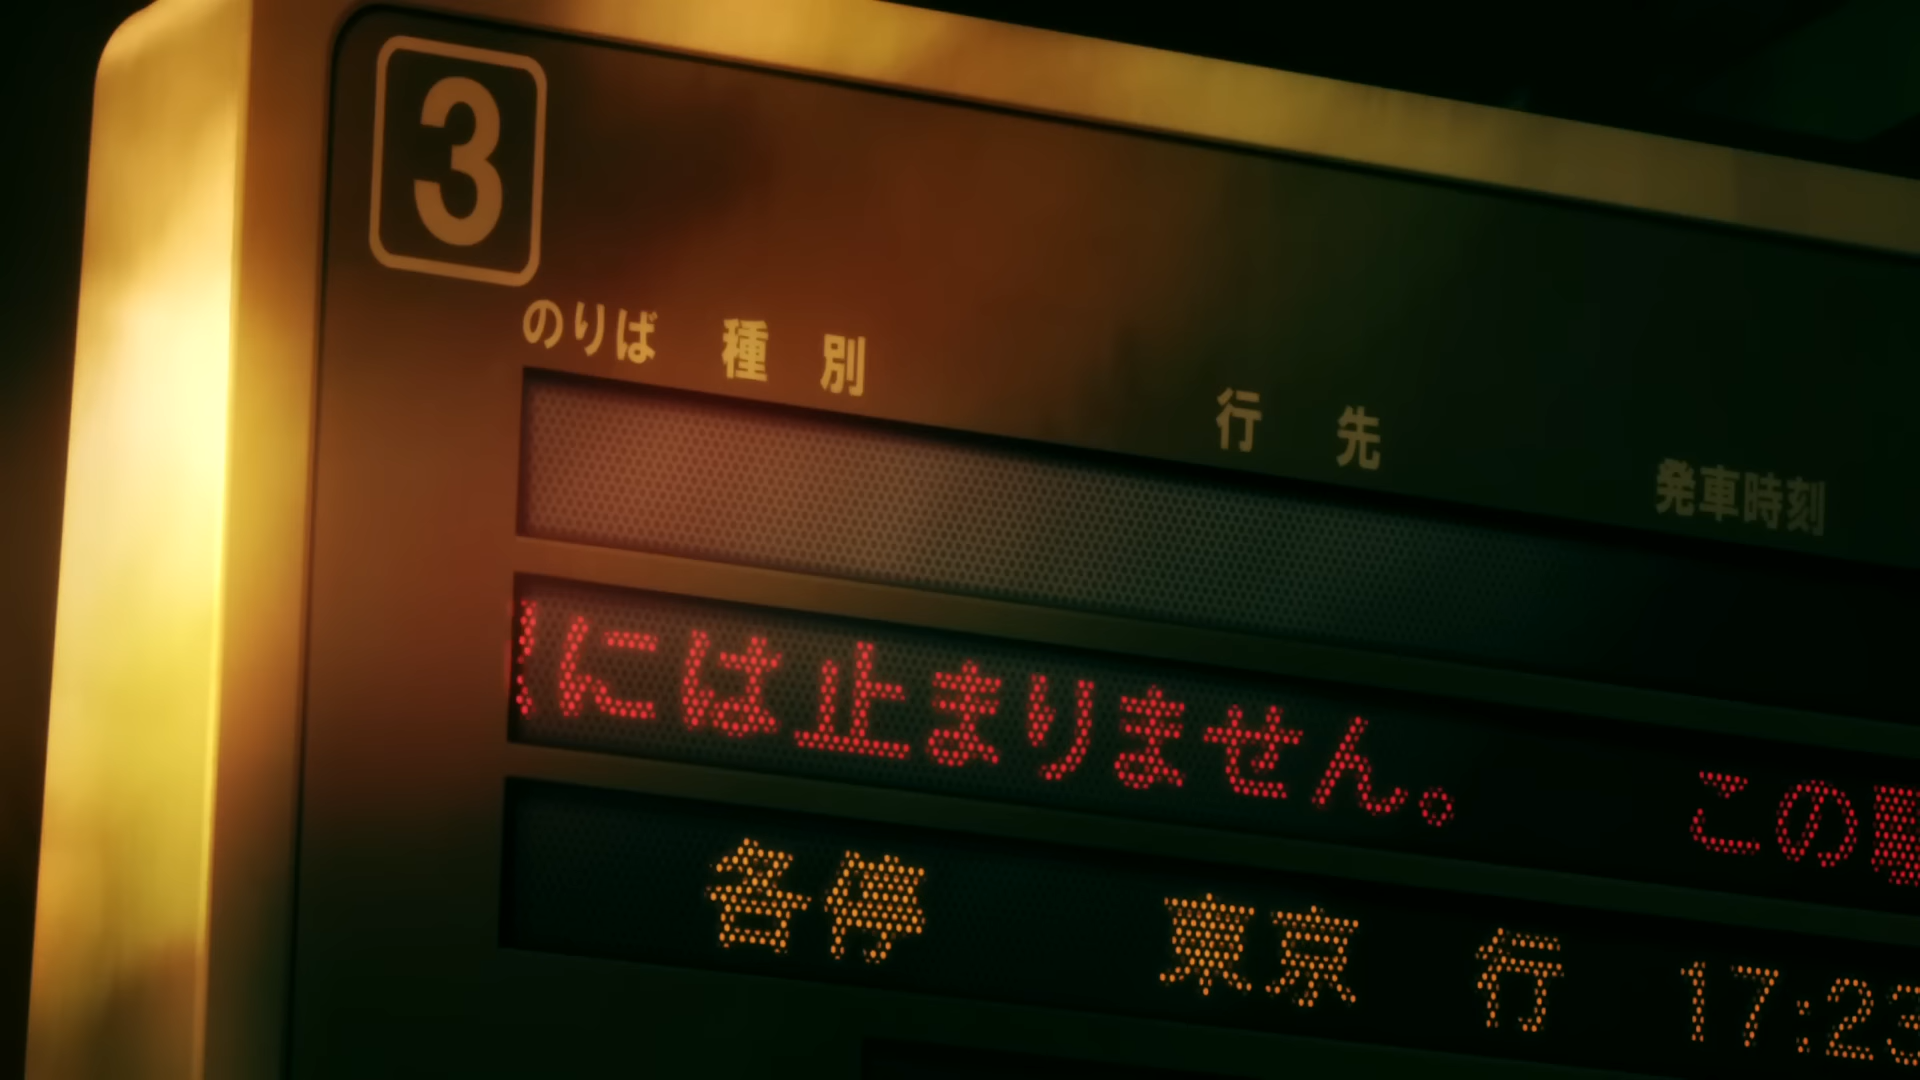 3
のりば 種別 行先 発車時刻
には止まりません。 この
各停 東京 行 17:23